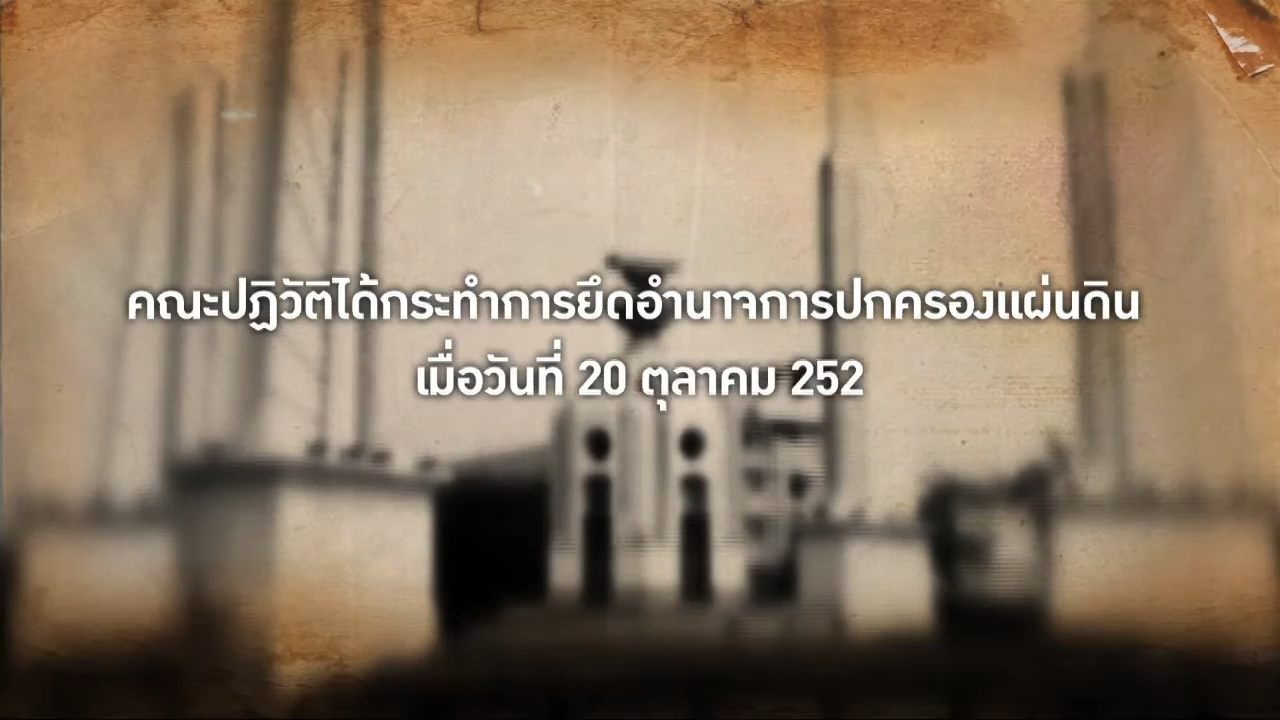 คณะปฏิวัติได้กระทำการยึดอำนาจการปกครองแผ่นดิน
เมื่อวันที่ 20 ตุลาคม 252